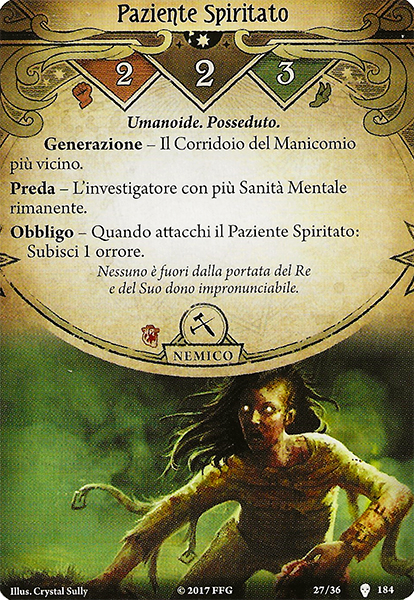 Paziente Spiritato
2 2 3
Umanoide. Posseduto.
Generazione – Il Corridoio del Manicomio
più vicino.
Preda – L'investigatore con più Sanità Mentale
rimanente.
Obbligo – Quando attacchi il Paziente Spiritato:
Subisci 1 orrore.
Nessuno è fuori dalla portata del Re
e del Suo dono impronunciabile.
NEMICO
Illus. Crystal Sully © 2017 FFG 27/36 184